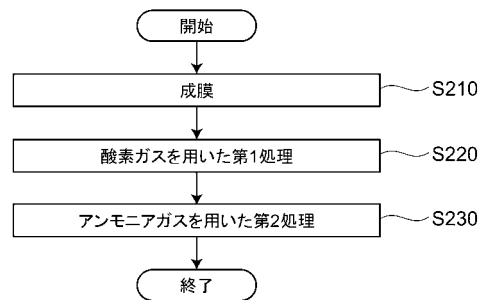 開始
成膜
S210
酸素ガスを用いた第1処理
S220
アンモニアガスを用いた第2処理
S230
終了